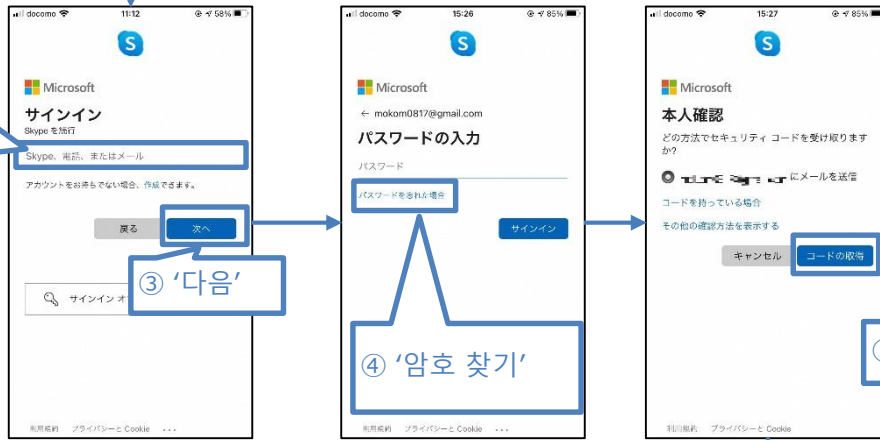 docomo 11:12 58%
S
Microsoft
サインイン
Skype を続行
Skype、電話、またはメール
アカウントをお持ちでない場合、作成できます。
戻る
次へ
③ ‘다음’
サインイン オ
利用規約 プライバシーと Cookie ...
docomo 15:26 85%
S
Microsoft
← mokom0817@gmail.com
パスワードの入力
パスワード
パスワードを忘れた場合
サインイン
④ ‘암호 찾기’
利用規約 プライバシーと Cookie ...
docomo 15:27 85%
S
Microsoft
本人確認
どの方法でセキュリティ コードを受け取ります
か?
にメールを送信
コードを持っている場合
その他の確認方法を表示する
キャンセル
コードの取得
利用規約 プライバシーと Cookie